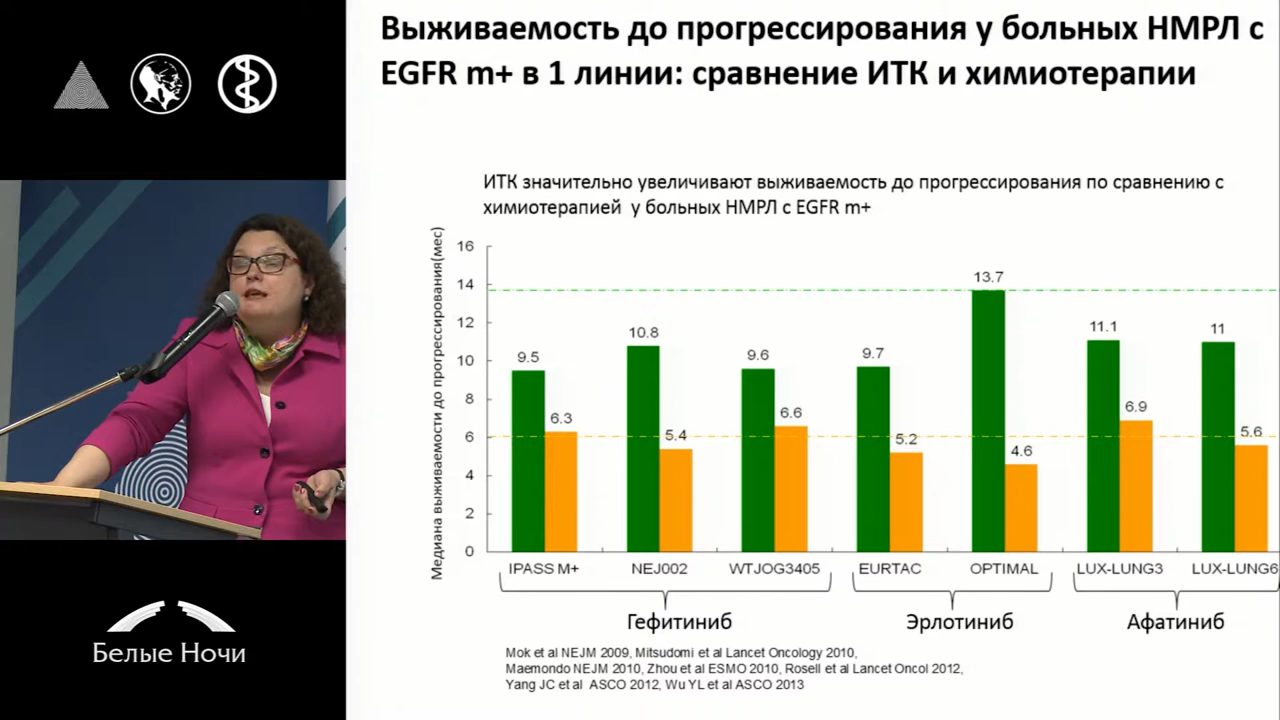 Выживаемость до прогрессирования у больных НМРЛ с
EGFR m+ в 1 линии: сравнение ИТК и химиотерапии
ИТК значительно увеличивают выживаемость до прогрессирования по сравнению с
химиотерапией у больных НМРЛ с EGFR m+
Медиана выживаемости до прогрессирования(мес)
16
14
12
10
8
6
4
2
0
9.5
6.3
10.8
5.4
9.6
6.6
9.7
5.2
13.7
4.6
11.1
6.9
11
5.6
IPASS M+
NEJ002
WTJOG3405
EURTAC
OPTIMAL
LUX-LUNG3
LUX-LUNG6
Гефитиниб
Эрлотиниб
Афатиниб
Mok et al NEJM 2009, Mitsudomi et al Lancet Oncology 2010,
Maemondo NEJM 2010, Zhou et al ESMO 2010, Rosell et al Lancet Oncol 2012,
Yang JC et al ASCO 2012, Wu YL et al ASCO 2013
Белые Ночи